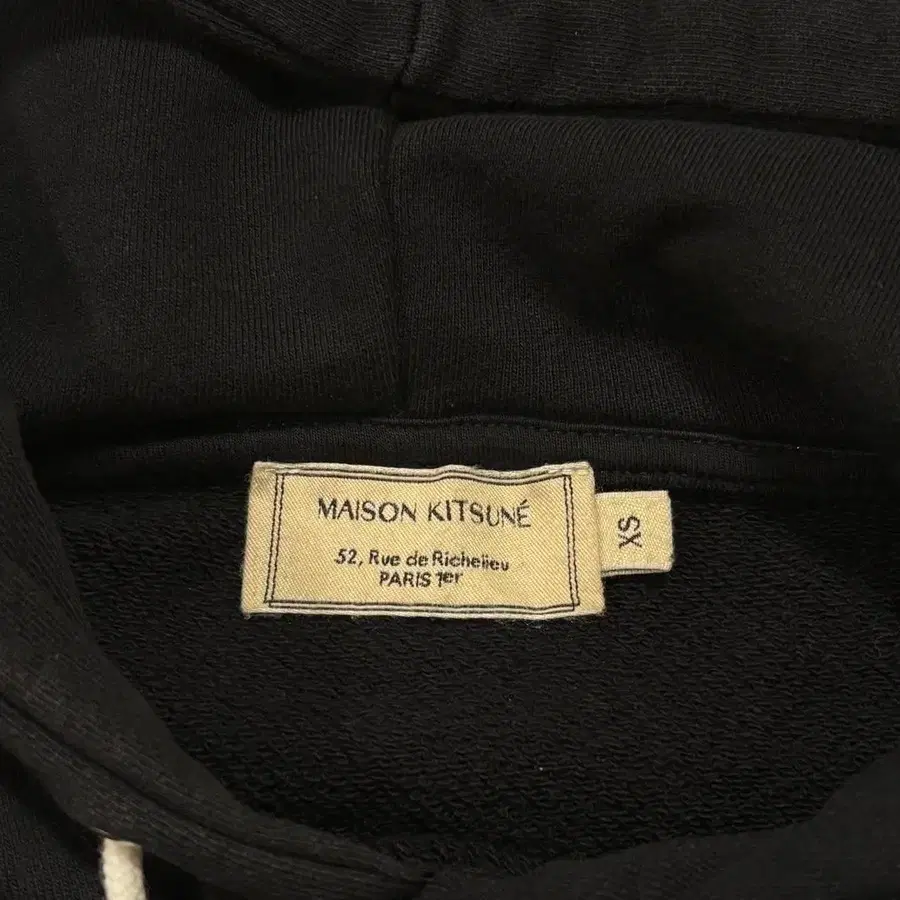 MAISON KITSUNÉ
52, Rue de Richelieu
PARIS 1er
XS